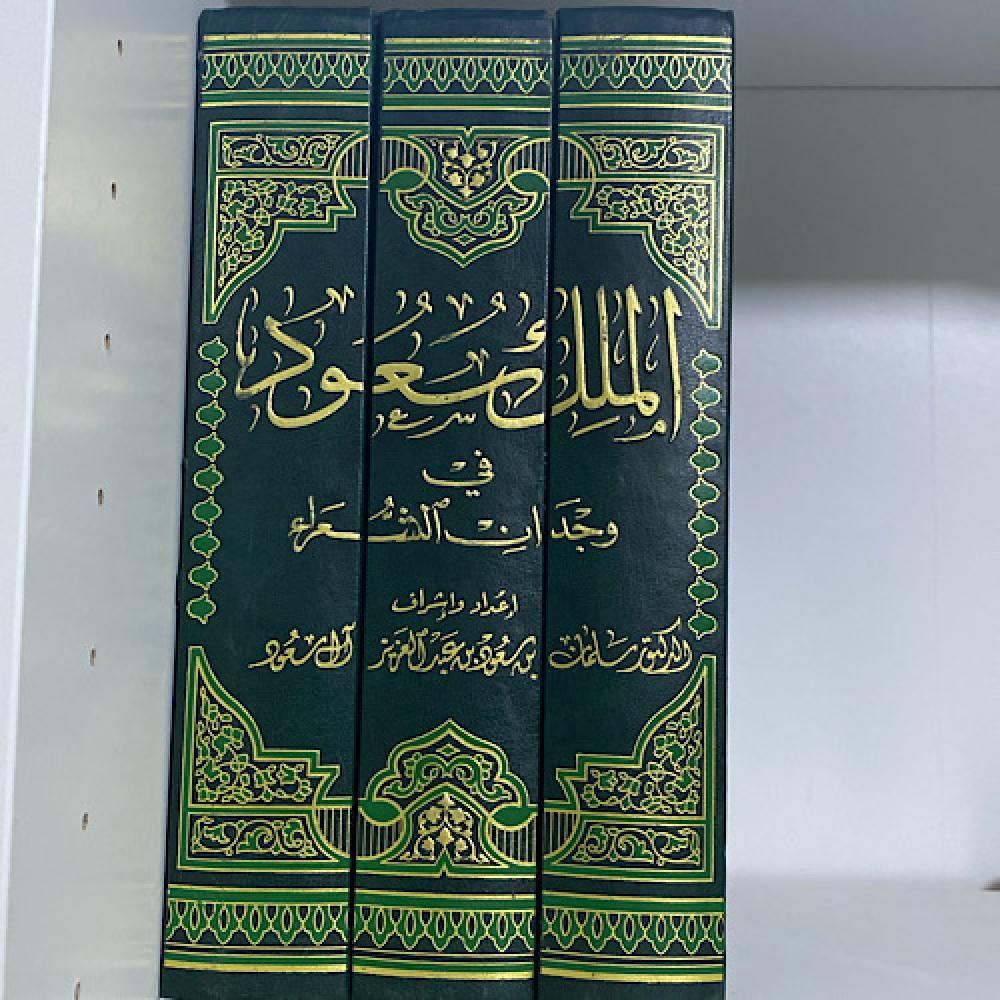 الملك سعود
في
وجدان الشعراء
إعداد وإشراف
الدكتور سلمان بن سعود بن عبد العزيز آل سعود